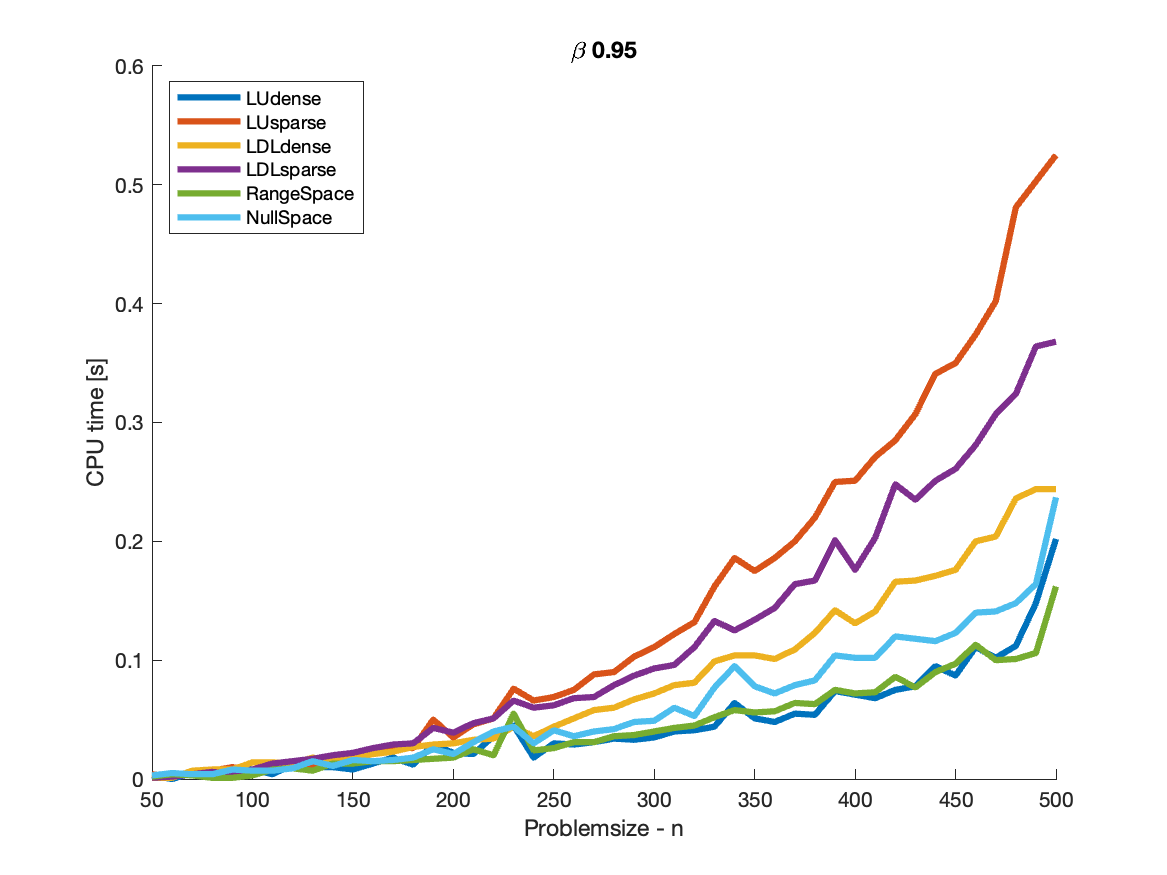 β 0.95
0.6
0.5
0.4
0.3
0.2
0.1
0
CPU time [s]
LUdense
LUsparse
LDLdense
LDLsparse
RangeSpace
NullSpace
50 100 150 200 250 300 350 400 450 500
Problemsize - n